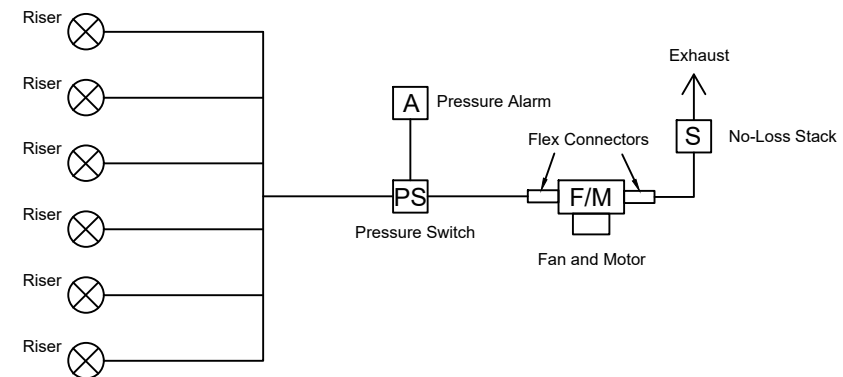 Riser
Riser
Riser
Riser
Riser
Riser
A
Pressure Alarm
PS
Pressure Switch
Flex Connectors
F/M
Fan and Motor
Exhaust
S
No-Loss Stack